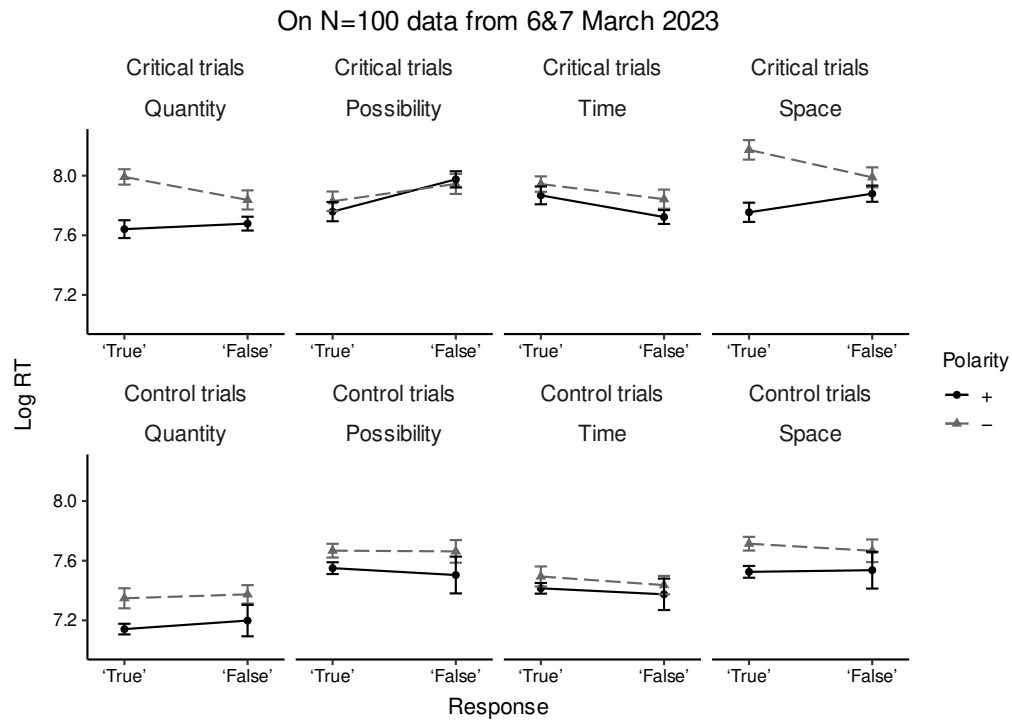 On N=100 data from 6&7 March 2023
Critical trials Critical trials Critical trials Critical trials
Quantity Possibility Time Space
8.0
7.6
7.2
‘True’ ‘False’ ‘True’ ‘False’ ‘True’ ‘False’ ‘True’ ‘False’
Log RT
Control trials Control trials Control trials Control trials
Quantity Possibility Time Space
8.0
7.6
7.2
‘True’ ‘False’ ‘True’ ‘False’ ‘True’ ‘False’ ‘True’ ‘False’
Response
Polarity
+
−